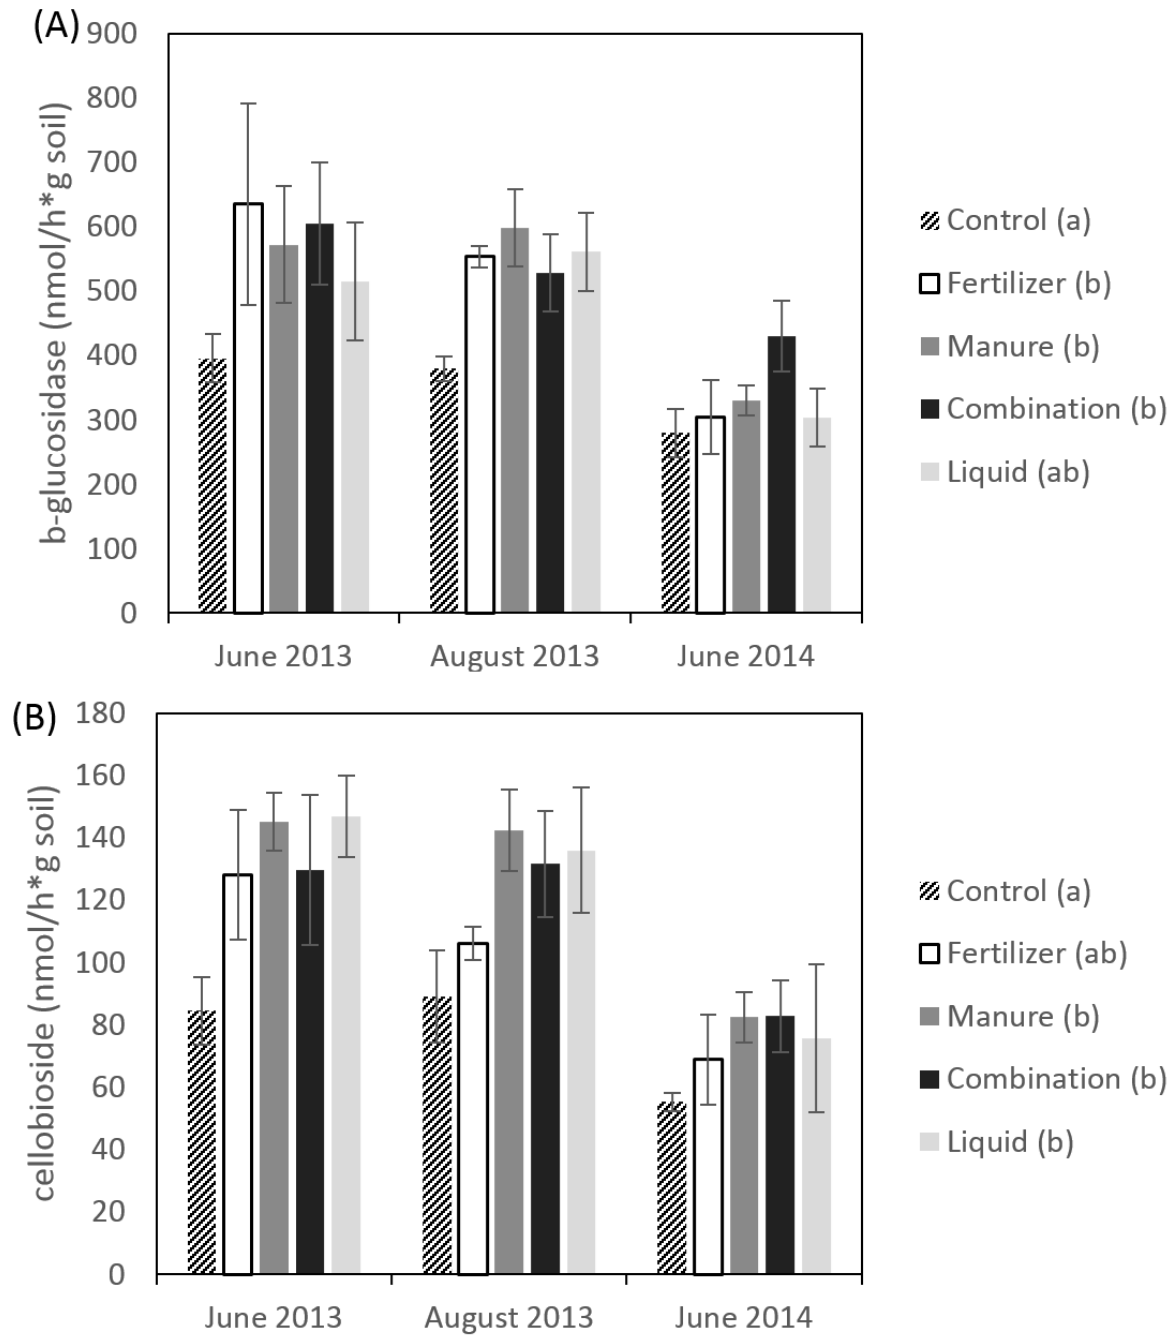 (A)
900
800
700
600
500
400
300
200
100
0
b-glucosidase (nmol/h*g soil)
June 2013
August 2013
June 2014
Control (a)
Fertilizer (b)
Manure (b)
Combination (b)
Liquid (ab)
(B)
180
160
140
120
100
80
60
40
20
0
cellobioside (nmol/h*g soil)
June 2013
August 2013
June 2014
Control (a)
Fertilizer (ab)
Manure (b)
Combination (b)
Liquid (b)